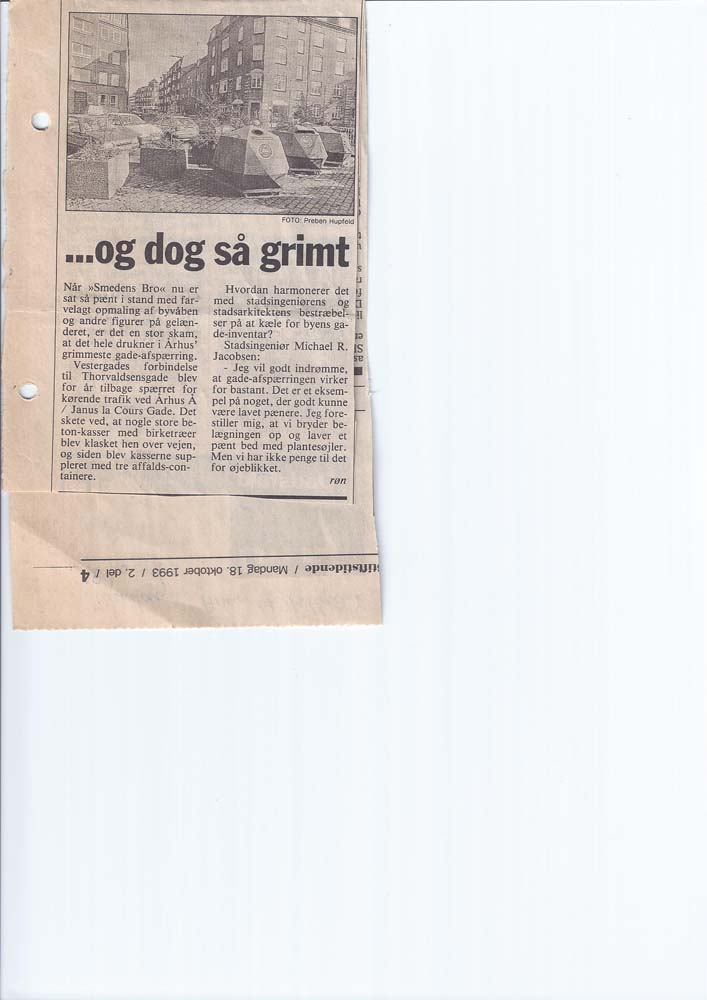 FOTO: Preben Hupfeld
...og dog så grimt
Når »Smedens Bro« nu er
sat så pænt i stand med far-
velagt opmaling af byvåben
og andre figurer på gelæn-
deret, er det en stor skam,
at det hele drukner i Århus'
grimmeste gade-afspærring.
Vestergades forbindelse
til Thorvaldsensgade blev
for år tilbage spærret for
kørende trafik ved Århus Å
/ Janus la Cours Gade. Det
skete ved, at nogle store be-
ton-kasser med birketræer
blev klasket hen over vejen,
og siden blev kasserne sup-
pleret med tre affalds-con-
tainere.
Hvordan harmonerer det
med stadsingeniørens og
stadsarkitektens bestræbel-
ser på at kæle for byens ga-
de-inventar?
Stadsingeniør Michael R.
Jacobsen:
- Jeg vil godt indrømme,
at gade-afspærringen virker
for bastant. Det er et eksem-
pel på noget, der godt kunne
være lavet pænere. Jeg fore-
stiller mig, at vi bryder be-
lægningen op og laver et
pænt bed med plantesøjler.
Men vi har ikke penge til det
for øjeblikket.
røn
stiftstidende / Mandag 18. oktober 1993 / 2. del / 4